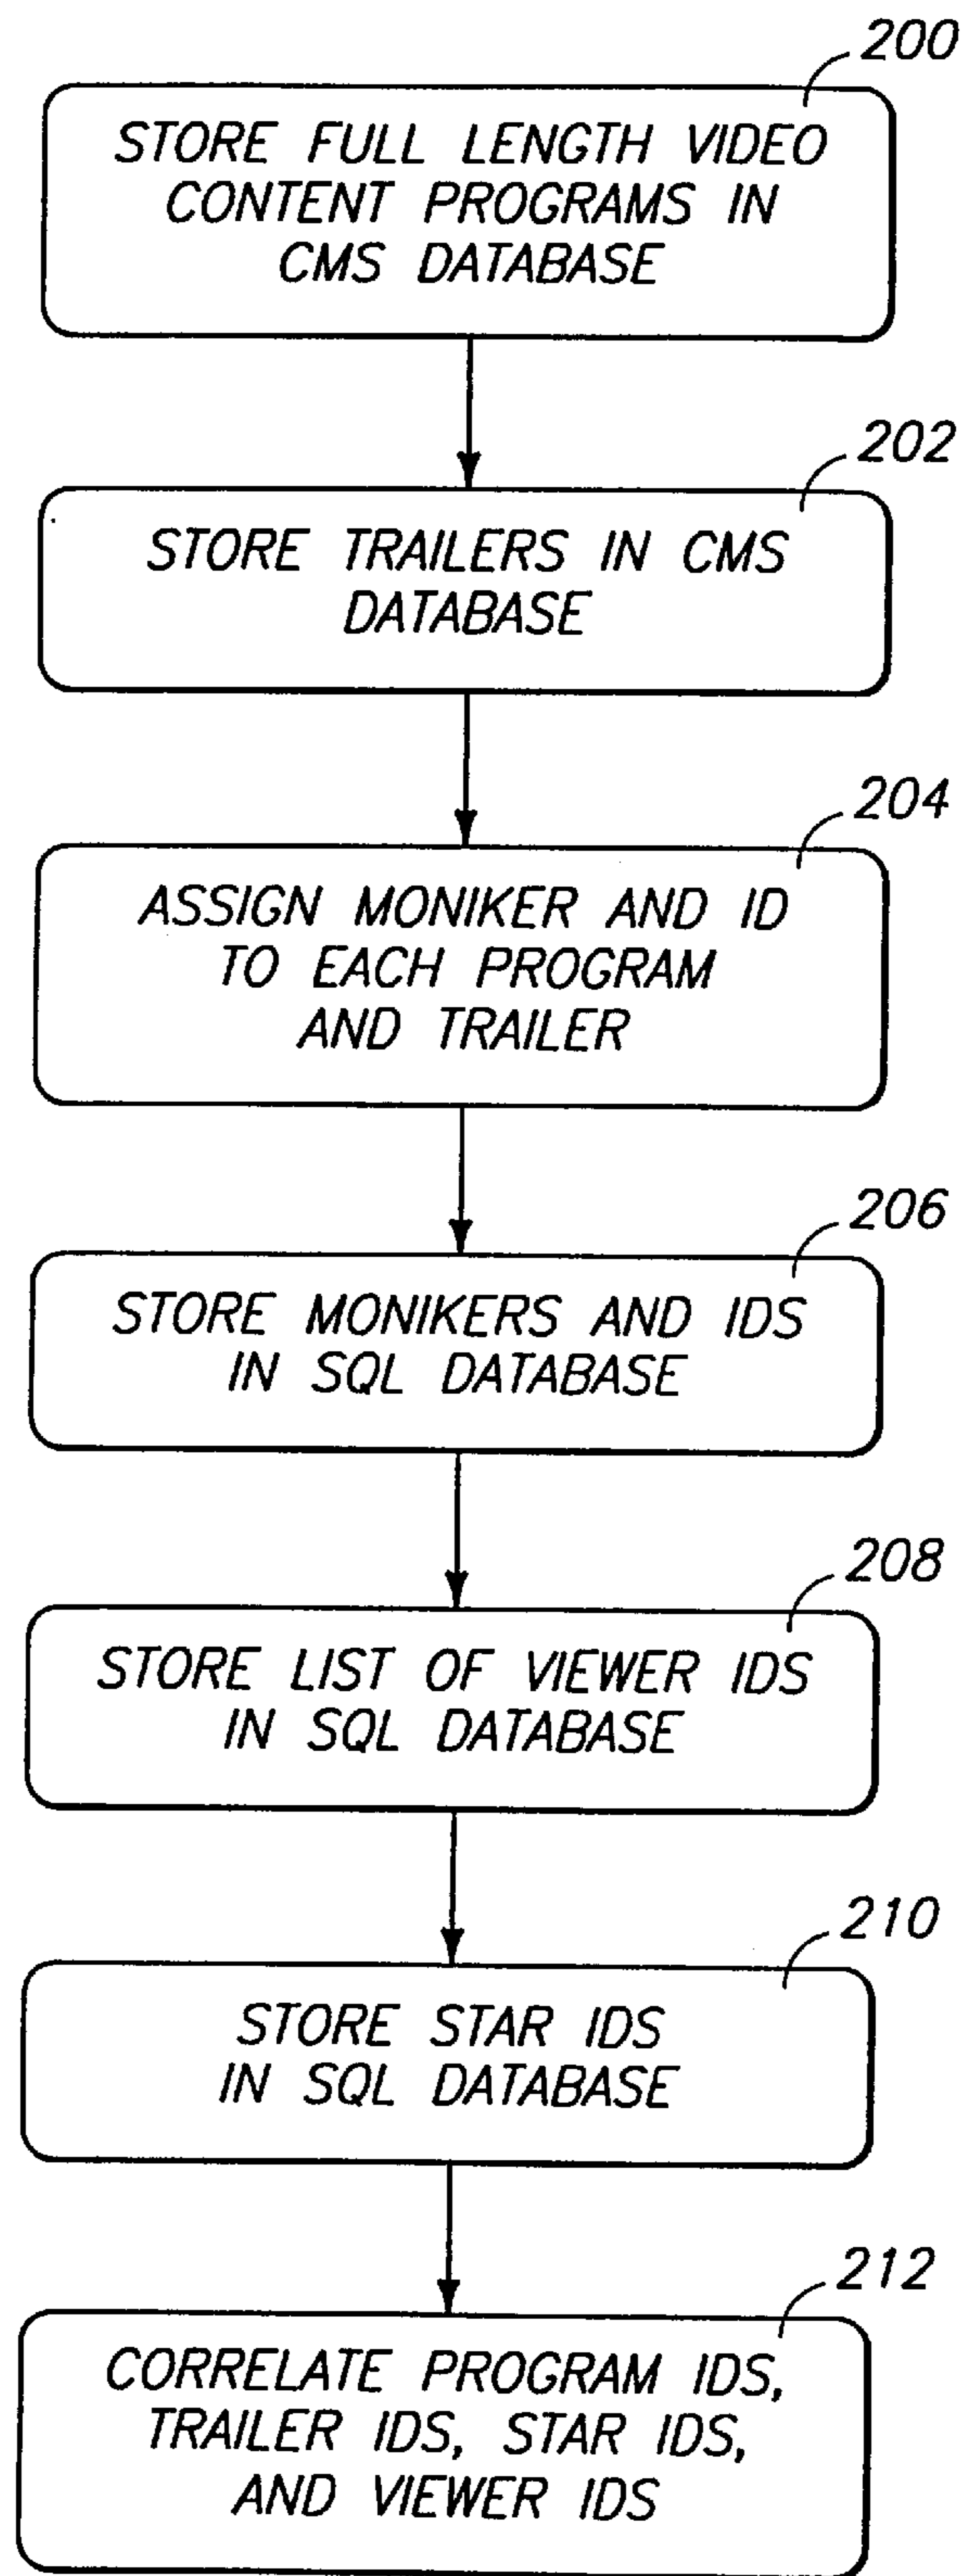 200
STORE FULL LENGTH VIDEO
CONTENT PROGRAMS IN
CMS DATABASE
202
STORE TRAILERS IN CMS
DATABASE
204
ASSIGN MONIKER AND ID
TO EACH PROGRAM
AND TRAILER
206
STORE MONIKERS AND IDS
IN SQL DATABASE
208
STORE LIST OF VIEWER IDS
IN SQL DATABASE
210
STORE STAR IDS
IN SQL DATABASE
212
CORRELATE PROGRAM IDS,
TRAILER IDS, STAR IDS,
AND VIEWER IDS